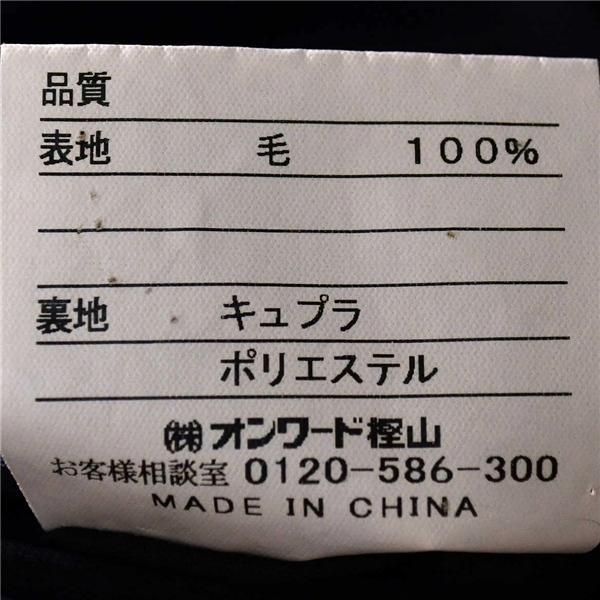 品質
表地 毛 100%
裏地 キュプラ
ポリエステル
㈱オンワード樫山
お客様相談室 0120-586-300
MADE IN CHINA